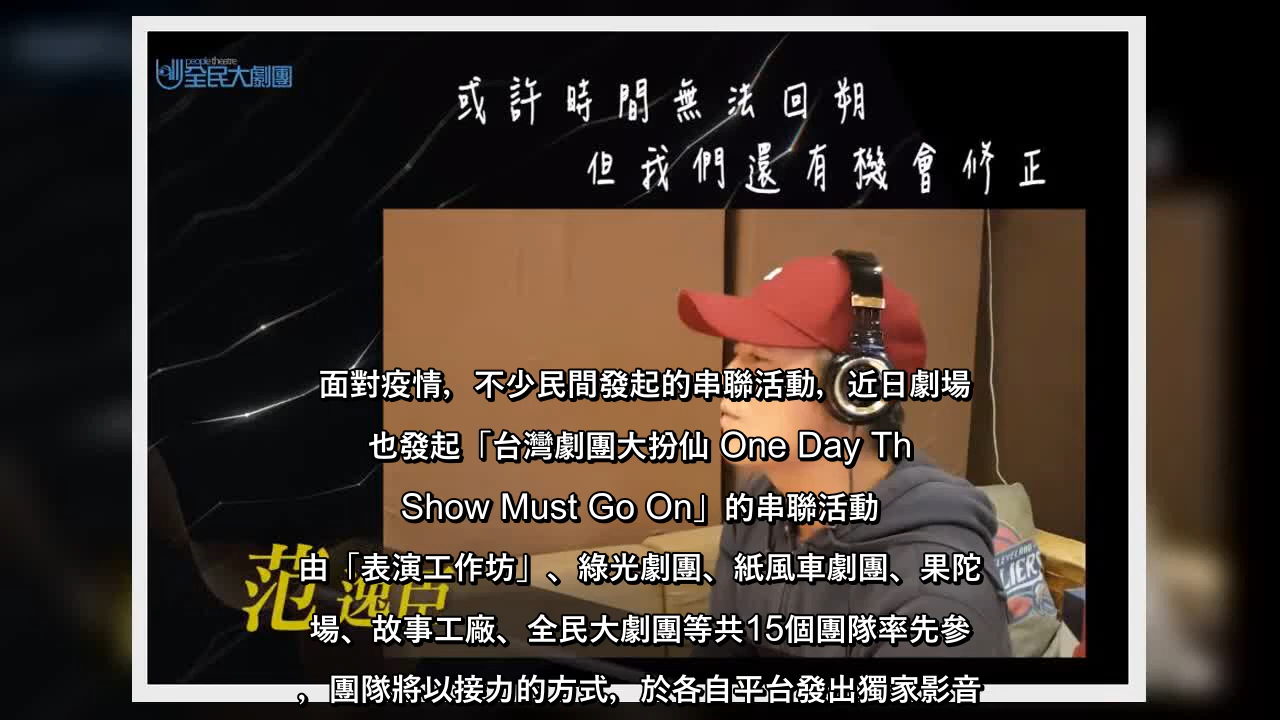 people theatre
全民大劇團
或許時間無法回朔
但我們還有機會修正
面對疫情，不少民間發起的串聯活動，近日劇場
也發起「台灣劇團大扮仙 One Day Th
Show Must Go On」的串聯活動
由「表演工作坊」、綠光劇團、紙風車劇團、果陀
范逸臣
場、故事工廠、全民大劇團等共15個團隊率先參
，團隊將以接力的方式，於各自平台發出獨家影音